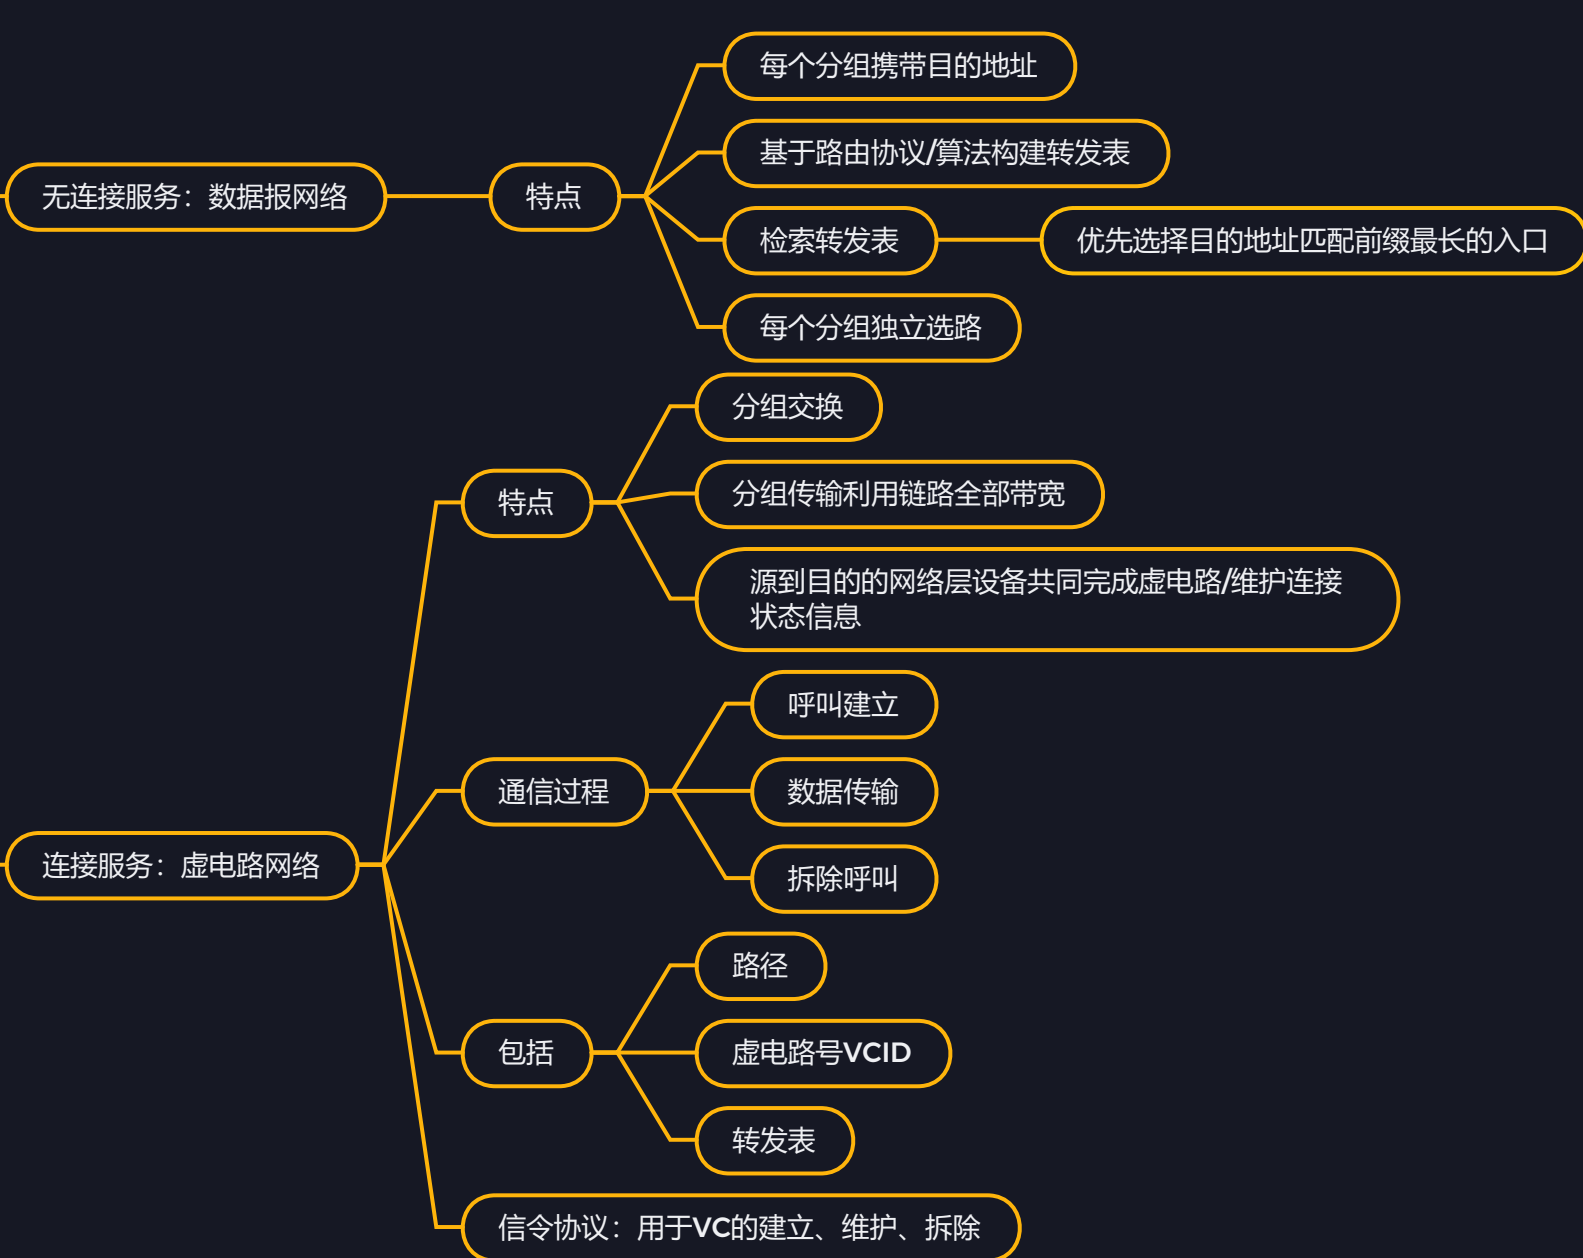 无连接服务：数据报网络
特点
每个分组携带目的地址
基于路由协议/算法构建转发表
检索转发表
优先选择目的地址匹配前缀最长的入口
每个分组独立选路
连接服务：虚电路网络
特点
分组交换
分组传输利用链路全部带宽
源到目的的网络层设备共同完成虚电路/维护连接
状态信息
通信过程
呼叫建立
数据传输
拆除呼叫
包括
路径
虚电路号VCID
转发表
信令协议：用于VC的建立、维护、拆除